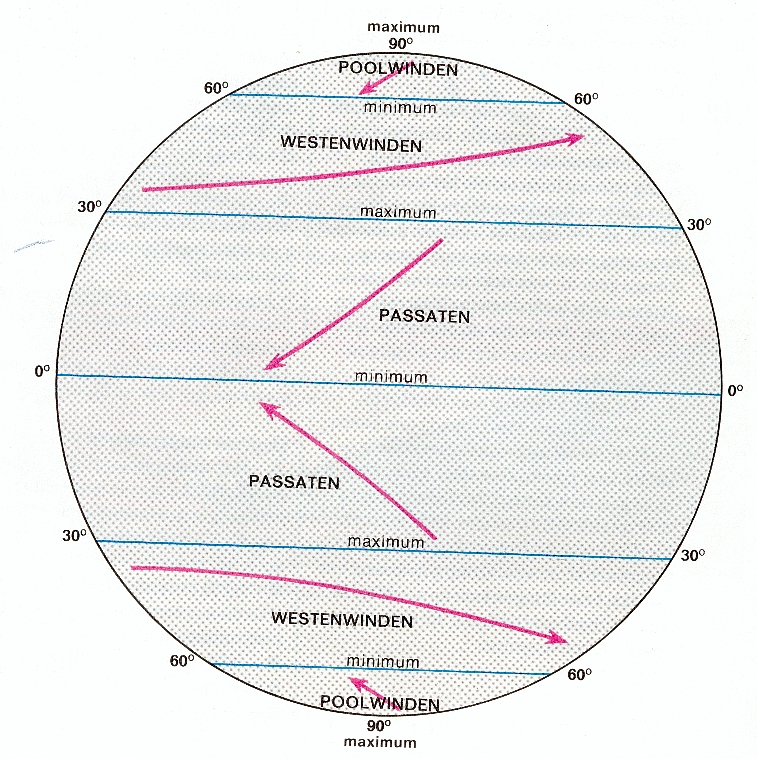 maximum
90°
POOLWINDEN
60°
60°
minimum
WESTENWINDEN
30°
maximum
30°
PASSATEN
0°
minimum
0°
PASSATEN
30°
maximum
30°
WESTENWINDEN
60°
minimum
60°
POOLWINDEN
90°
maximum